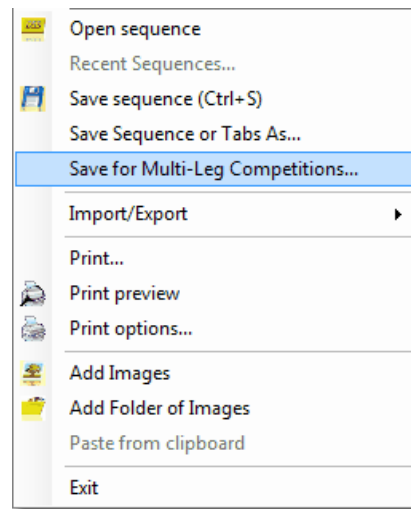 Open sequence
Recent Sequences...
Save sequence (Ctrl+S)
Save Sequence or Tabs As...
Save for Multi-Leg Competitions...
Import/Export
Print...
Print preview
Print options...
Add Images
Add Folder of Images
Paste from clipboard
Exit